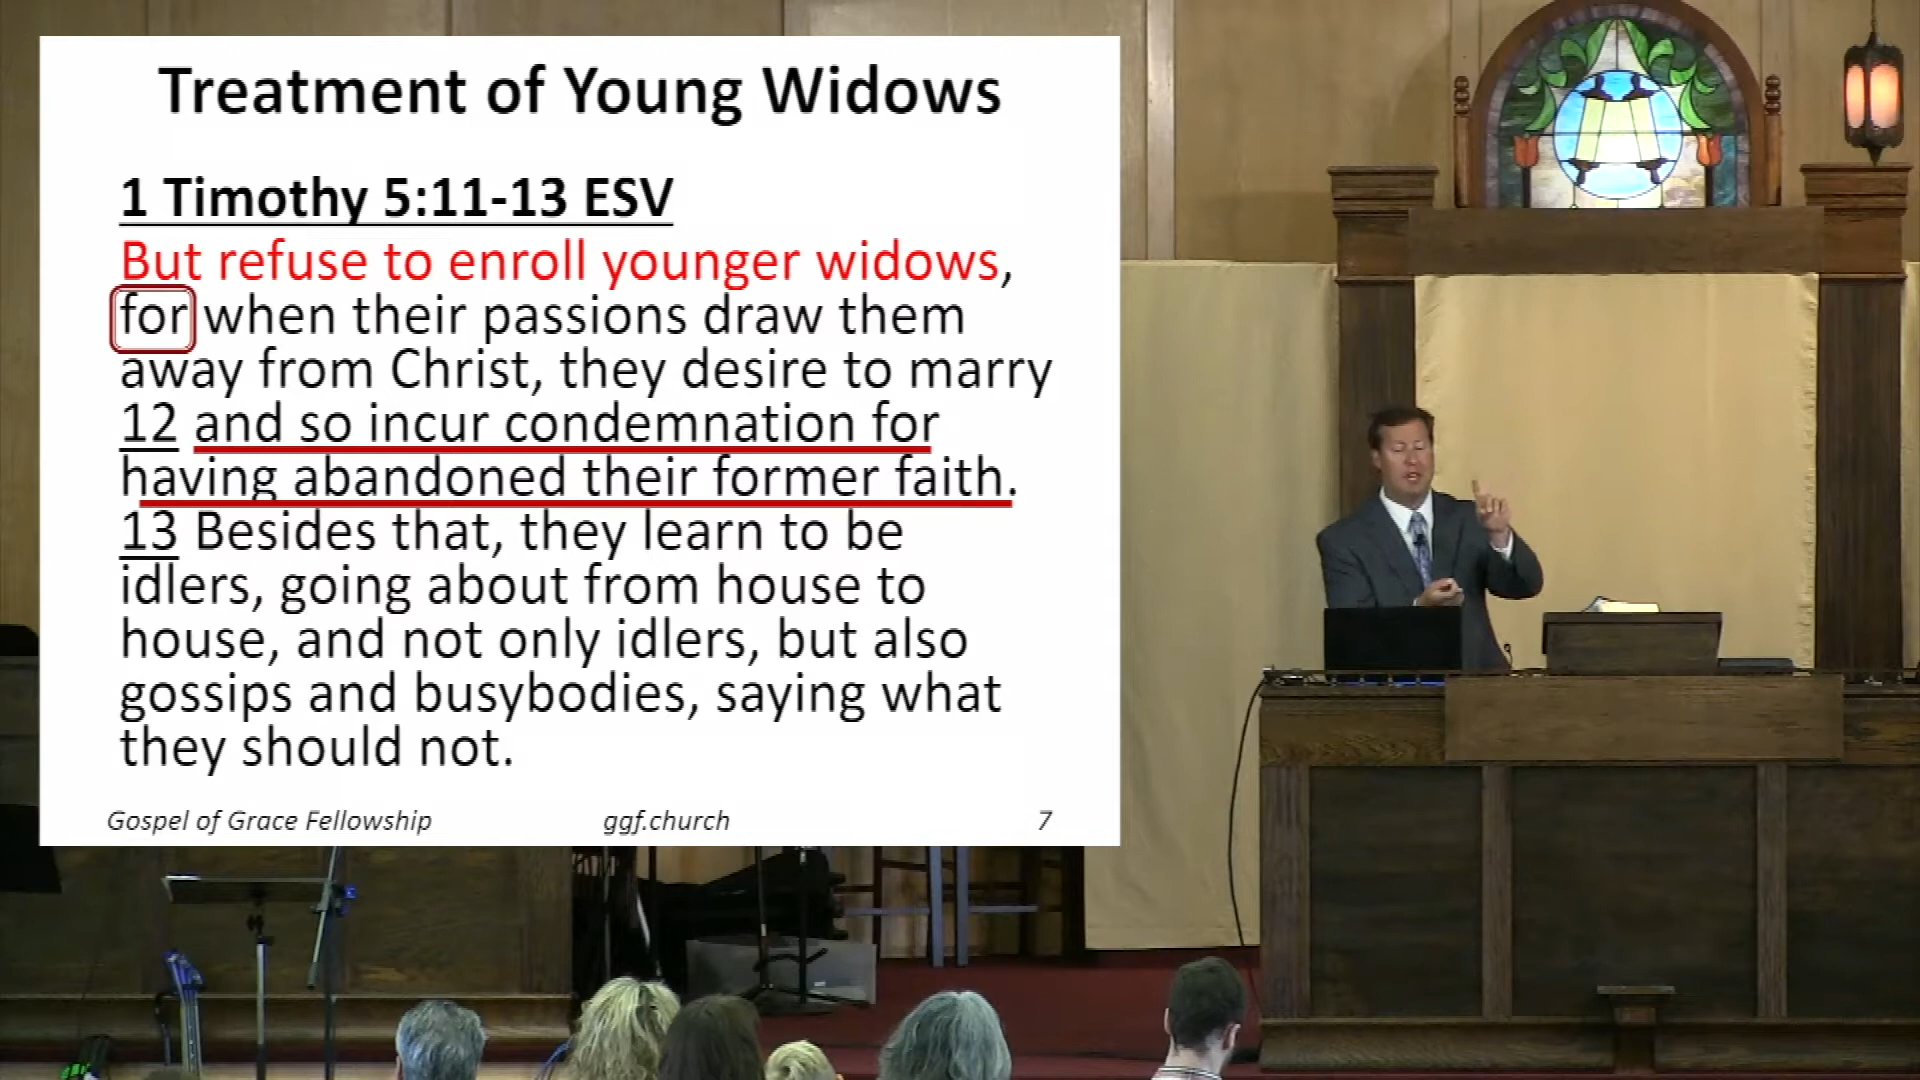 Treatment of Young Widows
1 Timothy 5:11-13 ESV
But refuse to enroll younger widows,
for when their passions draw them
away from Christ, they desire to marry
12 and so incur condemnation for
having abandoned their former faith.
13 Besides that, they learn to be
idlers, going about from house to
house, and not only idlers, but also
gossips and busybodies, saying what
they should not.
Gospel of Grace Fellowship ggf.church 7